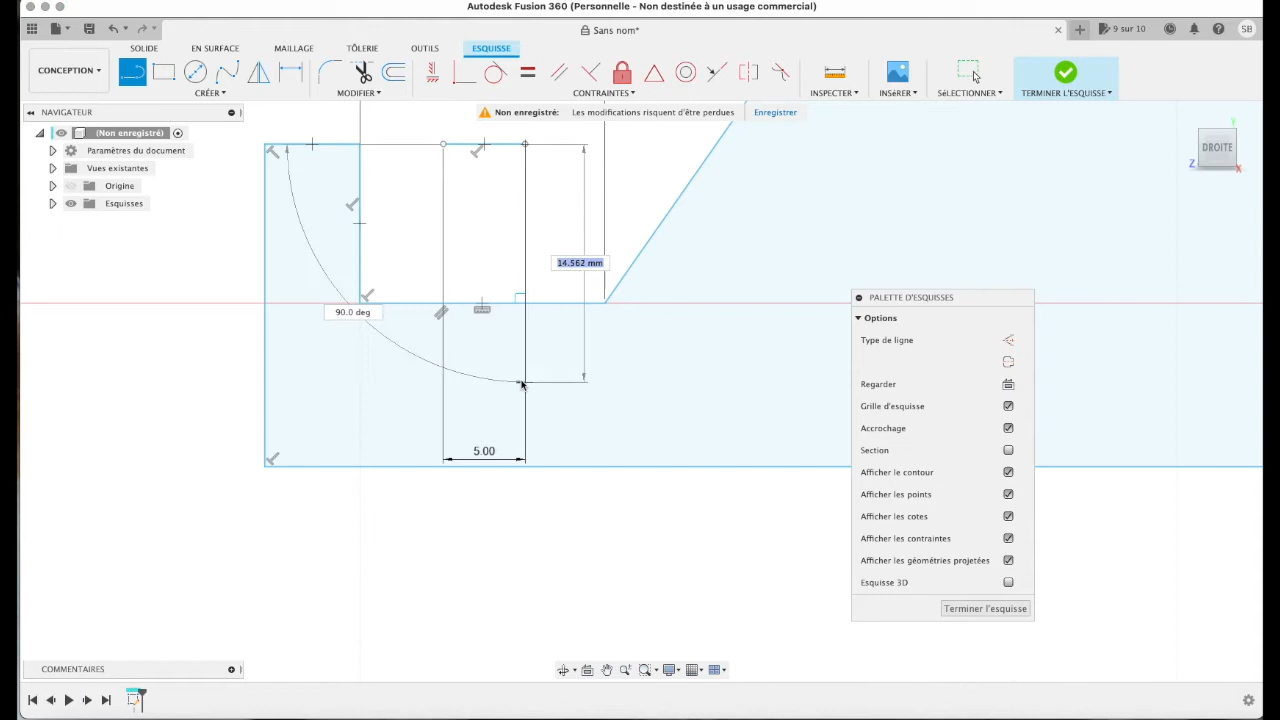 Autodesk Fusion 360 (Personnelle - Non destinée à un usage commercial)
Sans nom*
9 sur 10
SB
SOLIDE
EN SURFACE
MAILLAGE
TÔLERIE
OUTILS
ESQUISSE
CONCEPTION
CRÉER
MODIFIER
CONTRAINTES
INSPECTER
INSéRER
SéLECTIONNER
TERMINER L'ESQUISSE
NAVIGATEUR
Non enregistré:
Les modifications risquent d'être perdues
Enregistrer
(Non enregistré)
Paramètres du document
Vues existantes
Origine
Esquisses
Y
DROITE
Z
X
14.562 mm
90.0 deg
5.00
PALETTE D'ESQUISSES
Options
Type de ligne
Regarder
Grille d'esquisse
Accrochage
Section
Afficher le contour
Afficher les points
Afficher les cotes
Afficher les contraintes
Afficher les géométries projetées
Esquisse 3D
Terminer l'esquisse
COMMENTAIRES